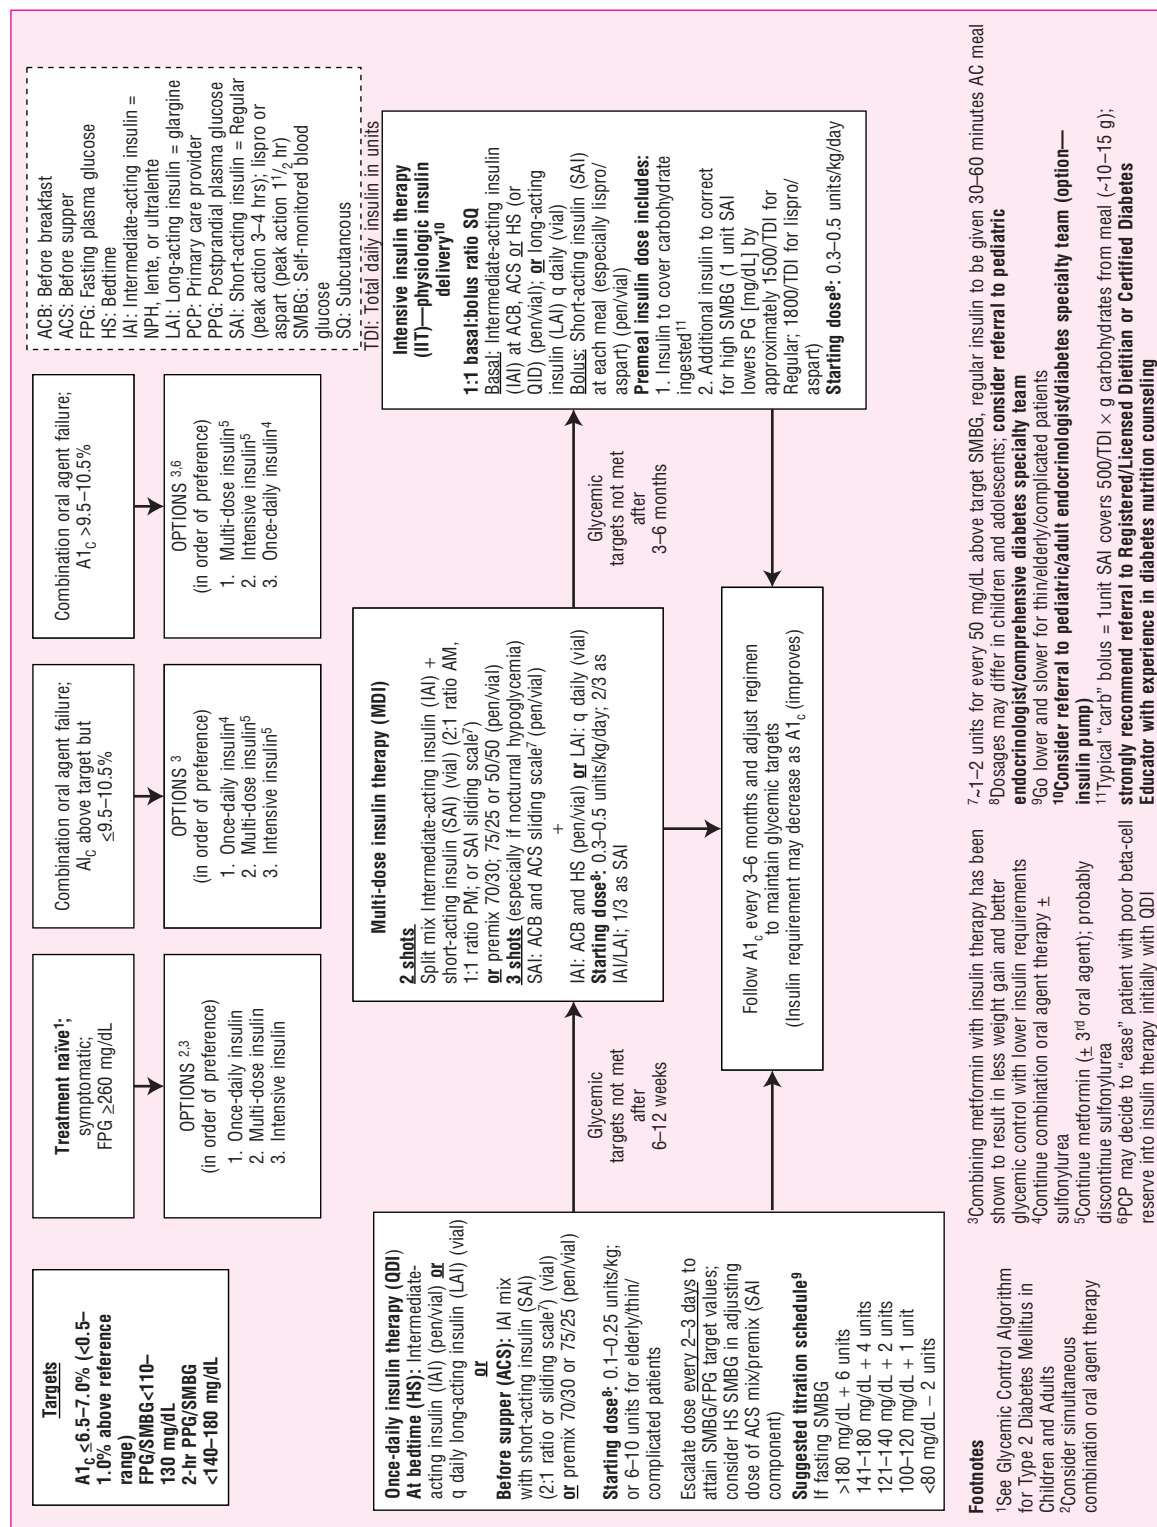 Targets
A1C ≤6.5–7.0% (<0.5–
1.0% above reference
range)
FPG/SMBG<110–
130 mg/dL
2-hr PPG/SMBG
<140–180 mg/dL
Treatment naïve1;
symptomatic;
FPG ≥260 mg/dL
OPTIONS 2,3
(in order of preference)
1. Once-daily insulin
2. Multi-dose insulin
3. Intensive insulin
Combination oral agent failure;
AIC above target but
≤9.5–10.5%
OPTIONS 3
(in order of preference)
1. Once-daily insulin4
2. Multi-dose insulin5
3. Intensive insulin5
Combination oral agent failure;
A1C >9.5–10.5%
OPTIONS 3,6
(in order of preference)
1. Multi-dose insulin5
2. Intensive insulin5
3. Once-daily insulin4
ACB: Before breakfast
ACS: Before supper
FPG: Fasting plasma glucose
HS: Bedtime
IAI: Intermediate-acting insulin =
NPH, lente, or ultralente
LAI: Long-acting insulin = glargine
PCP: Primary care provider
PPG: Postprandial plasma glucose
SAI: Short-acting insulin = Regular
(peak action 3–4 hrs); lispro or
aspart (peak action 1 1/2 hr)
SMBG: Self-monitored blood
glucose
SQ: Subcutaneous
TDI: Total daily insulin in units
Once-daily insulin therapy (QDI)
At bedtime (HS): Intermediate-
acting insulin (IAI) (pen/vial) or
q daily long-acting insulin (LAI) (vial)
or
Before supper (ACS): IAI mix
with short-acting insulin (SAI)
(2:1 ratio or sliding scale7) (vial)
or premix 70/30 or 75/25 (pen/vial)
Starting dose8: 0.1–0.25 units/kg;
or 6–10 units for elderly/thin/
complicated patients
Escalate dose every 2–3 days to
attain SMBG/FPG target values;
consider HS SMBG in adjusting
dose of ACS mix/premix (SAI
component)
Suggested titration schedule9
If fasting SMBG
>180 mg/dL + 6 units
141–180 mg/dL + 4 units
121–140 mg/dL + 2 units
100–120 mg/dL + 1 unit
<80 mg/dL – 2 units
Glycemic
targets not met
after
6–12 weeks
Multi-dose insulin therapy (MDI)
2 shots
Split mix Intermediate-acting insulin (IAI) +
short-acting insulin (SAI) (vial) (2:1 ratio AM,
1:1 ratio PM; or SAI sliding scale7)
or premix 70/30; 75/25 or 50/50 (pen/vial)
3 shots (especially if nocturnal hypoglycemia)
SAI: ACB and ACS sliding scale7 (pen/vial)
+
IAI: ACB and HS (pen/vial) or LAI: q daily (vial)
Starting dose8: 0.3–0.5 units/kg/day; 2/3 as
IAI/LAI; 1/3 as SAI
Glycemic
targets not met
after
3–6 months
Intensive insulin therapy
(IIT)—physiologic insulin
delivery10
1:1 basal:bolus ratio SQ
Basal: Intermediate-acting insulin
(IAI) at ACB, ACS or HS (or
QID) (pen/vial); or long-acting
insulin (LAI) q daily (vial)
Bolus: Short-acting insulin (SAI)
at each meal (especially lispro/
aspart) (pen/vial)
Premeal insulin dose includes:
1. Insulin to cover carbohydrate
ingested11
2. Additional insulin to correct
for high SMBG (1 unit SAI
lowers PG [mg/dL] by
approximately 1500/TDI for
Regular; 1800/TDI for lispro/
aspart)
Starting dose8: 0.3–0.5 units/kg/day
Follow A1c every 3–6 months and adjust regimen
to maintain glycemic targets
(Insulin requirement may decrease as A1c (improves)
Footnotes
1See Glycemic Control Algorithm
for Type 2 Diabetes Mellitus in
Children and Adults
2Consider simultaneous
combination oral agent therapy
3Combining metformin with insulin therapy has been
shown to result in less weight gain and better
glycemic control with lower insulin requirements
4Continue combination oral agent therapy ±
sulfonylurea
5Continue metformin (± 3rd oral agent); probably
discontinue sulfonylurea
6PCP may decide to “ease” patient with poor beta-cell
reserve into insulin therapy initially with QDI
7~1–2 units for every 50 mg/dL above target SMBG, regular insulin to be given 30–60 minutes AC meal
8Dosages may differ in children and adolescents; consider referral to pediatric
endocrinologist/comprehensive diabetes specialty team
9Go lower and slower for thin/elderly/complicated patients
10Consider referral to pediatric/adult endocrinologist/diabetes specialty team (option—
insulin pump)
11Typical “carb” bolus = 1unit SAI covers 500/TDI × g carbohydrates from meal (~10–15 g);
strongly recommend referral to Registered/Licensed Dietitian or Certified Diabetes
Educator with experience in diabetes nutrition counseling